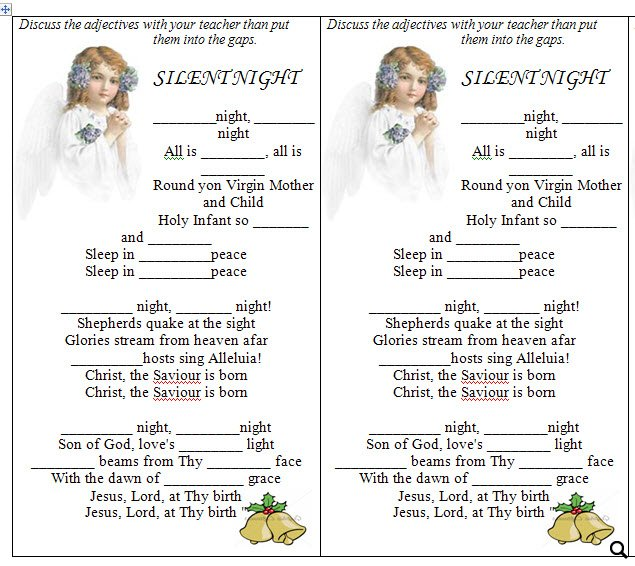 Discuss the adjectives with your teacher than put
them into the gaps.
SILENT NIGHT
________night, ________
night
All is ________, all is
________
Round yon Virgin Mother
and Child
Holy Infant so _______
and ________
Sleep in _________peace
Sleep in _________peace
_________ night, _______ night!
Shepherds quake at the sight
Glories stream from heaven afar
_________hosts sing Alleluia!
Christ, the Saviour is born
Christ, the Saviour is born
_________ night, ________night
Son of God, love's ________ light
________ beams from Thy ________ face
With the dawn of __________ grace
Jesus, Lord, at Thy birth
Jesus, Lord, at Thy birth "
Discuss the adjectives with your teacher than put
them into the gaps.
SILENT NIGHT
________night, ________
night
All is ________, all is
________
Round yon Virgin Mother
and Child
Holy Infant so _______
and ________
Sleep in _________peace
Sleep in _________peace
_________ night, _______ night!
Shepherds quake at the sight
Glories stream from heaven afar
_________hosts sing Alleluia!
Christ, the Saviour is born
Christ, the Saviour is born
_________ night, ________night
Son of God, love's ________ light
________ beams from Thy ________ face
With the dawn of __________ grace
Jesus, Lord, at Thy birth
Jesus, Lord, at Thy birth "